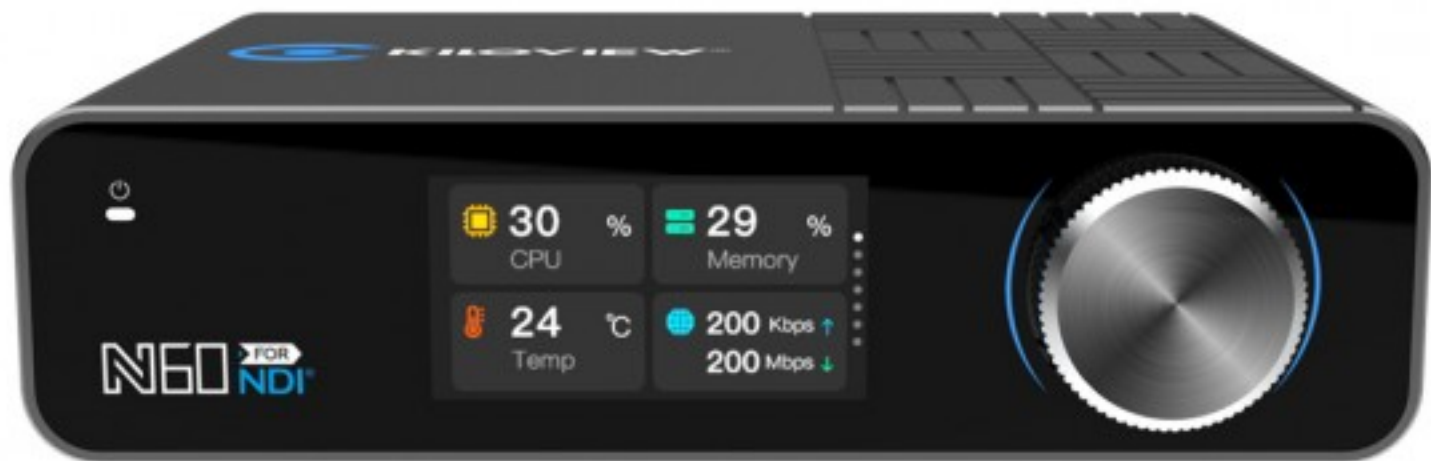 KILOVIEW
30 %
CPU
29 %
Memory
24 °C
Temp
200 Kbps ↑
200 Mbps ↓
N60 FOR
NDI®